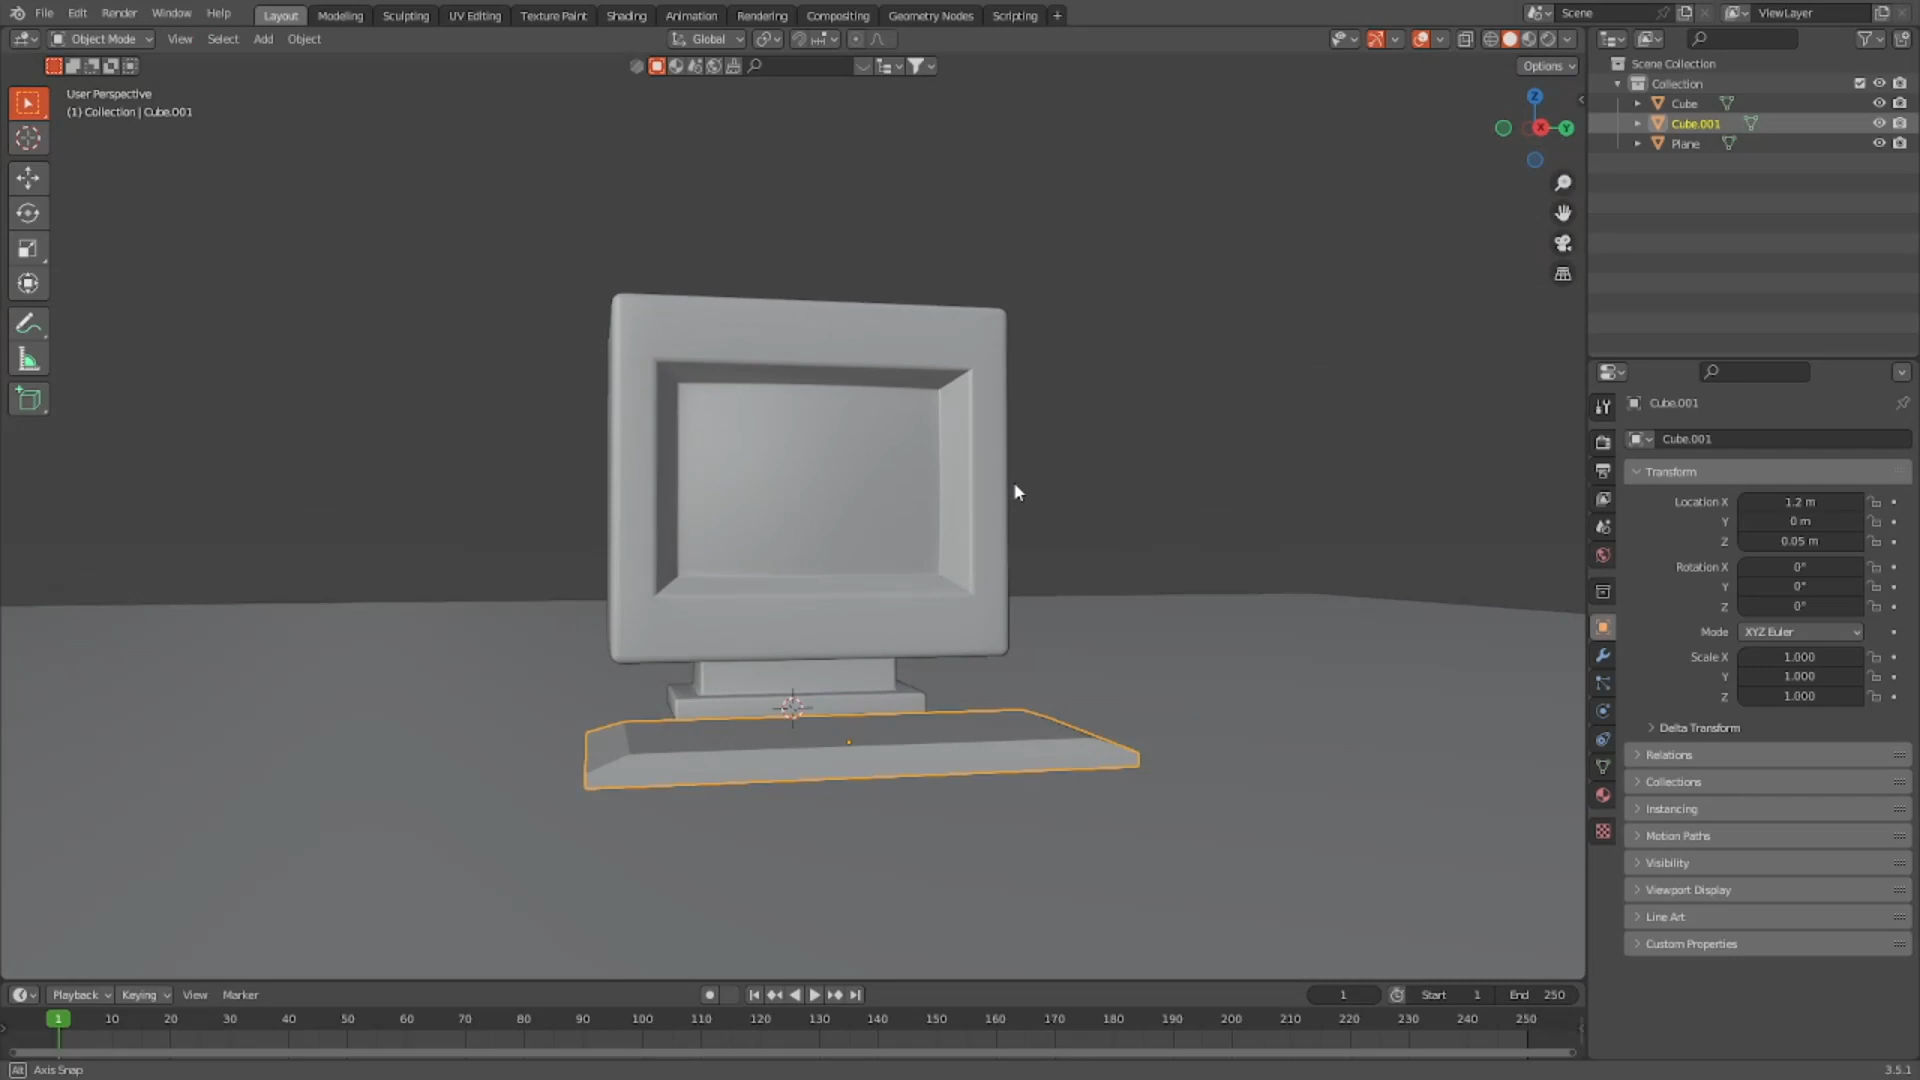 File Edit Render Window Help Layout Modeling Sculpting UV Editing Texture Paint Shading Animation Rendering Compositing Geometry Nodes Scripting + Scene ViewLayer
Object Mode View Select Add Object Global
Options
User Perspective
(1) Collection | Cube.001
Z
X Y
Scene Collection
Collection
Cube
Cube.001
Plane
Cube.001
Cube.001
Transform
Location X 1.2 m
Y 0 m
Z 0.05 m
Rotation X 0°
Y 0°
Z 0°
Mode XYZ Euler
Scale X 1.000
Y 1.000
Z 1.000
Delta Transform
Relations
Collections
Instancing
Motion Paths
Visibility
Viewport Display
Line Art
Custom Properties
Playback Keying View Marker 1 Start 1 End 250
1 10 20 30 40 50 60 70 80 90 100 110 120 130 140 150 160 170 180 190 200 210 220 230 240 250
Alt Axis Snap 3.5.1